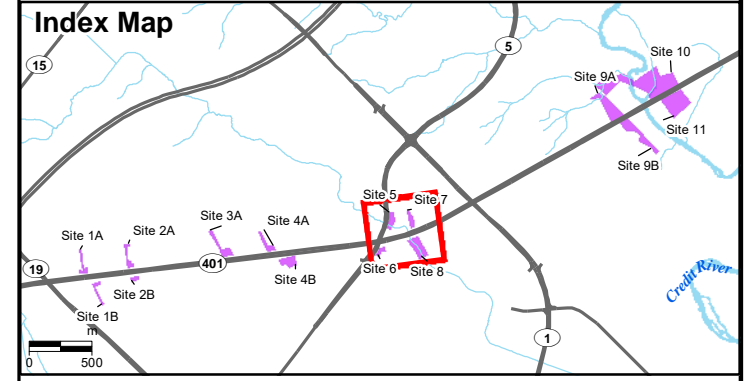 Index Map
15
5
Site 10
Site 9A
Site 11
Site 9B
Site 5
Site 7
Site 3A
Site 4A
Site 2A
Site 1A
401
19
Site 6
Site 8
Site 4B
Site 2B
Site 1B
Credit River
m
0
500
1